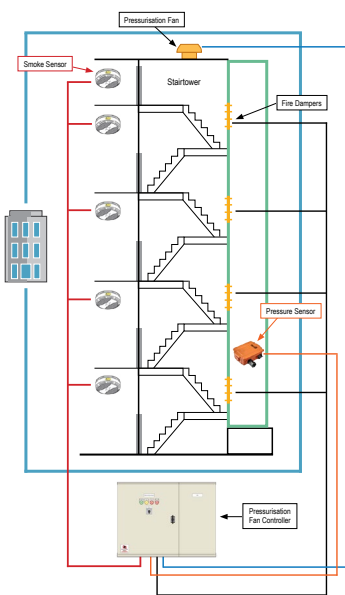 Pressurisation Fan
Smoke Sensor
Stairtower
Fire Dampers
Pressure Sensor
Pressurisation
Fan Controller